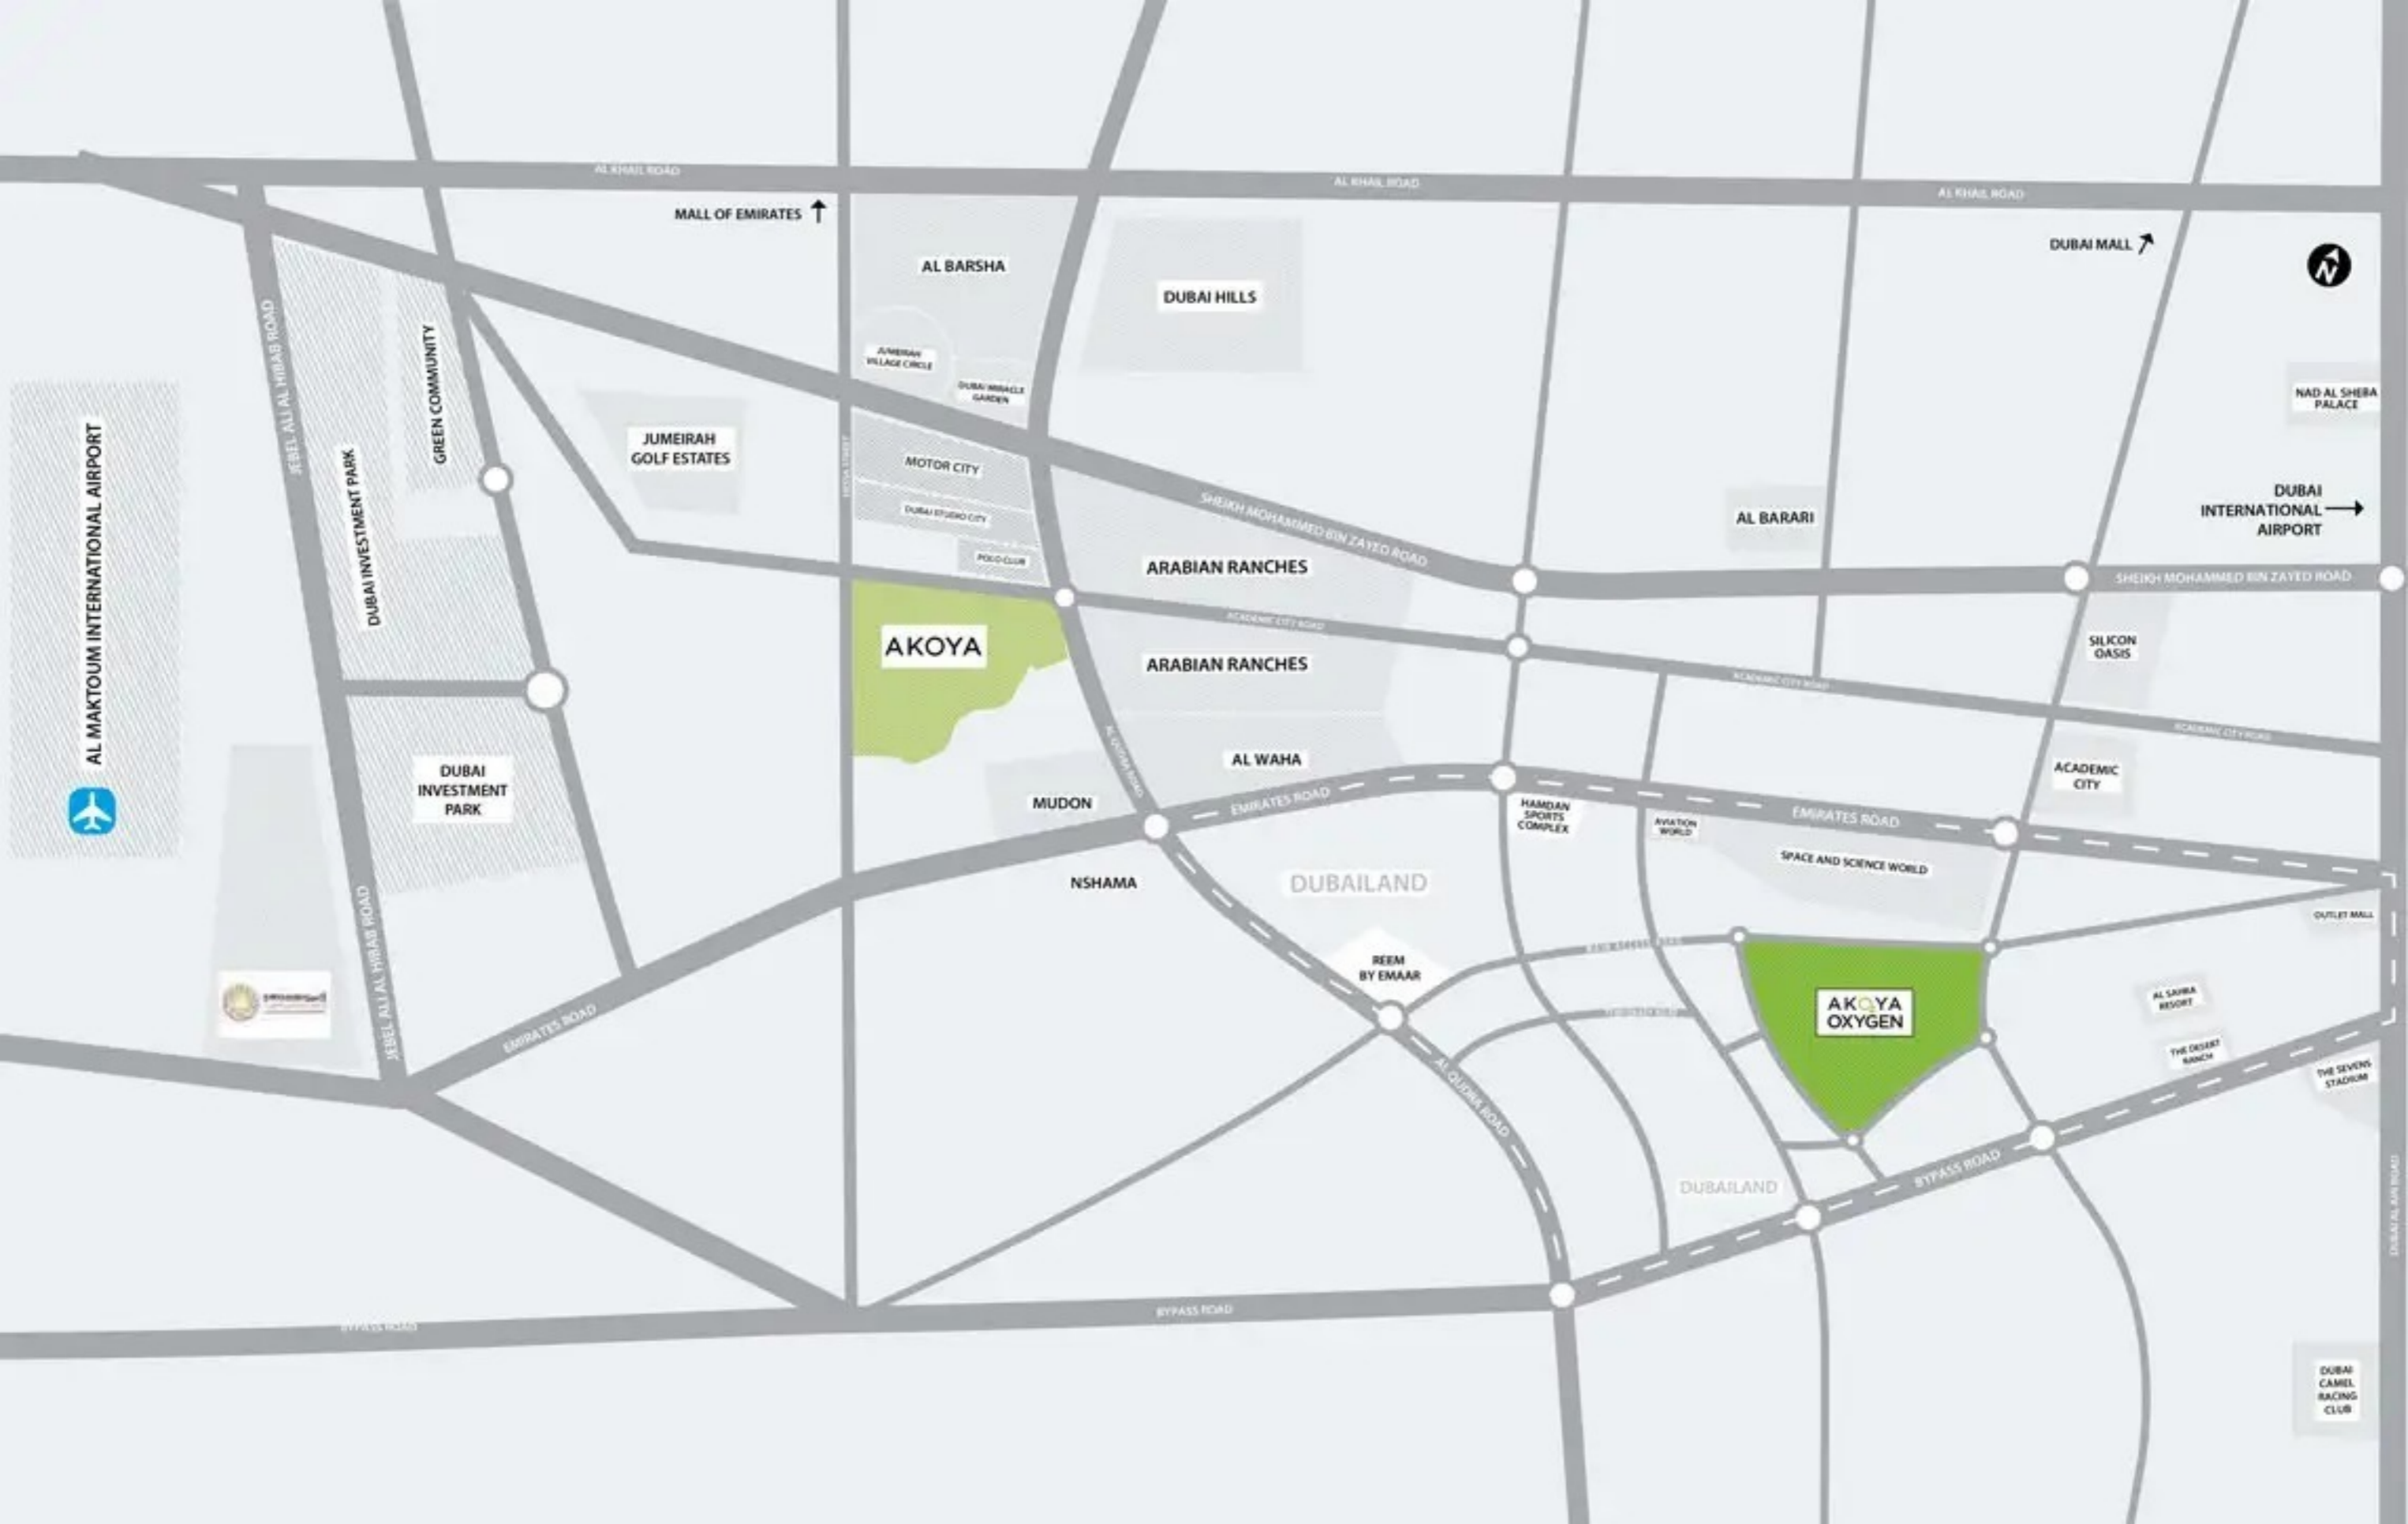 AL KHAIL ROAD
AL KHAIL ROAD
AL KHAIL ROAD
MALL OF EMIRATES
DUBAI MALL
N
AL BARSHA
DUBAI HILLS
JUMEIRAH
VILLAGE CIRCLE
DUBAI MIRACLE
GARDEN
NAD AL SHEBA
PALACE
JEBEL ALI AL HIBAB ROAD
GREEN COMMUNITY
DUBAI INVESTMENT PARK
AL MAKTOUM INTERNATIONAL AIRPORT
JUMEIRAH
GOLF ESTATES
HESSA STREET
MOTOR CITY
DUBAI STUDIO CITY
POLO CLUB
SHEIKH MOHAMMED BIN ZAYED ROAD
AL BARARI
DUBAI
INTERNATIONAL
AIRPORT
SHEIKH MOHAMMED BIN ZAYED ROAD
ARABIAN RANCHES
ACADEMIC CITY ROAD
AKOYA
ARABIAN RANCHES
SILICON
OASIS
ACADEMIC CITY ROAD
ACADEMIC CITY ROAD
AL QUDRA ROAD
AL WAHA
DUBAI
INVESTMENT
PARK
MUDON
EMIRATES ROAD
HAMDAN
SPORTS
COMPLEX
AVIATION
WORLD
EMIRATES ROAD
ACADEMIC
CITY
SPACE AND SCIENCE WORLD
NSHAMA
DUBAILAND
OUTLET MALL
JEBEL ALI AL HIBAB ROAD
REEM
BY EMAAR
MAIN ACCESS ROAD
AKOYA
OXYGEN
AL SAHRA
RESORT
EMIRATES ROAD
THE DESERT
RANCH
THE SEVENS
STADIUM
AL QUDRA ROAD
DUBAILAND
BYPASS ROAD
DUBAI AL AIN ROAD
BYPASS ROAD
BYPASS ROAD
DUBAI
CAMEL
RACING
CLUB